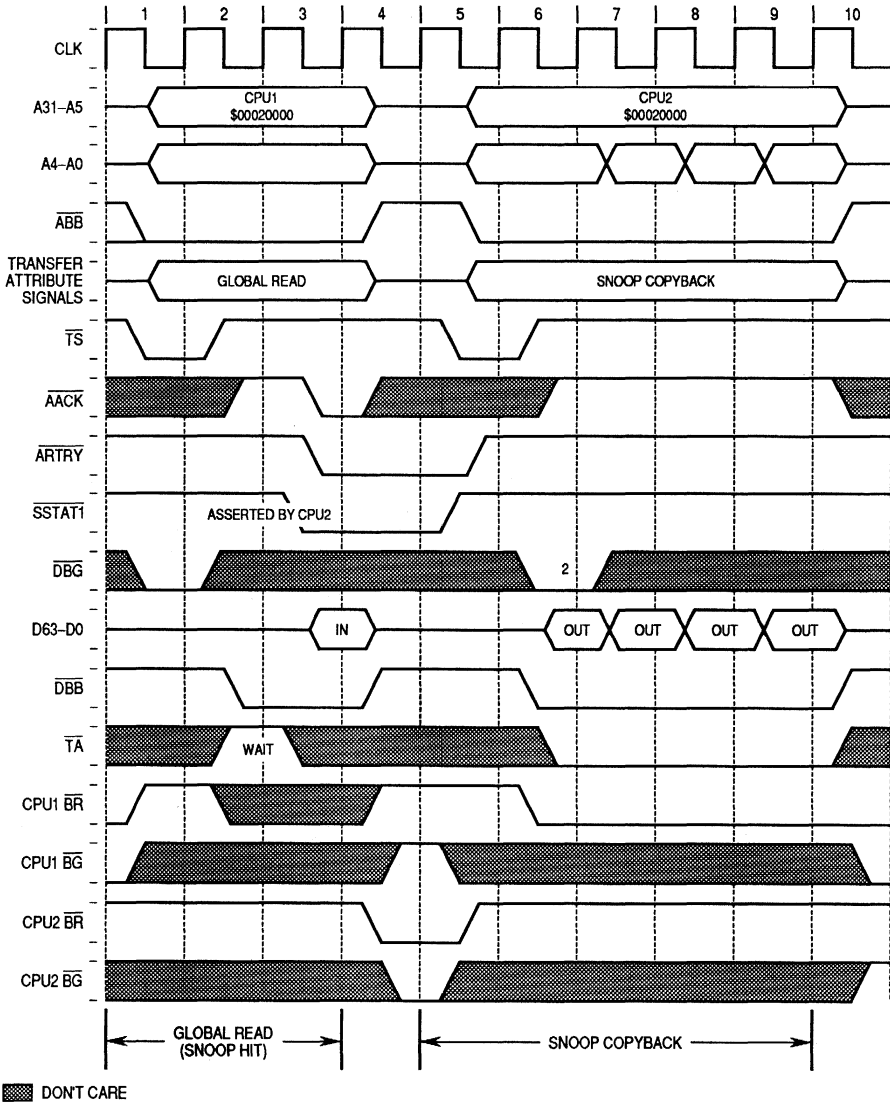 1 2 3 4 5 6 7 8 9 10
CLK
A31–A5
CPU1
$00020000
CPU2
$00020000
A4–A0
ABB
TRANSFER
ATTRIBUTE
SIGNALS
GLOBAL READ
SNOOP COPYBACK
TS
AACK
ARTRY
SSTAT1
ASSERTED BY CPU2
DBG
2
D63–D0
IN
OUT
OUT
OUT
OUT
DBB
TA
WAIT
CPU1 BR
CPU1 BG
CPU2 BR
CPU2 BG
GLOBAL READ
(SNOOP HIT)
SNOOP COPYBACK
DON'T CARE